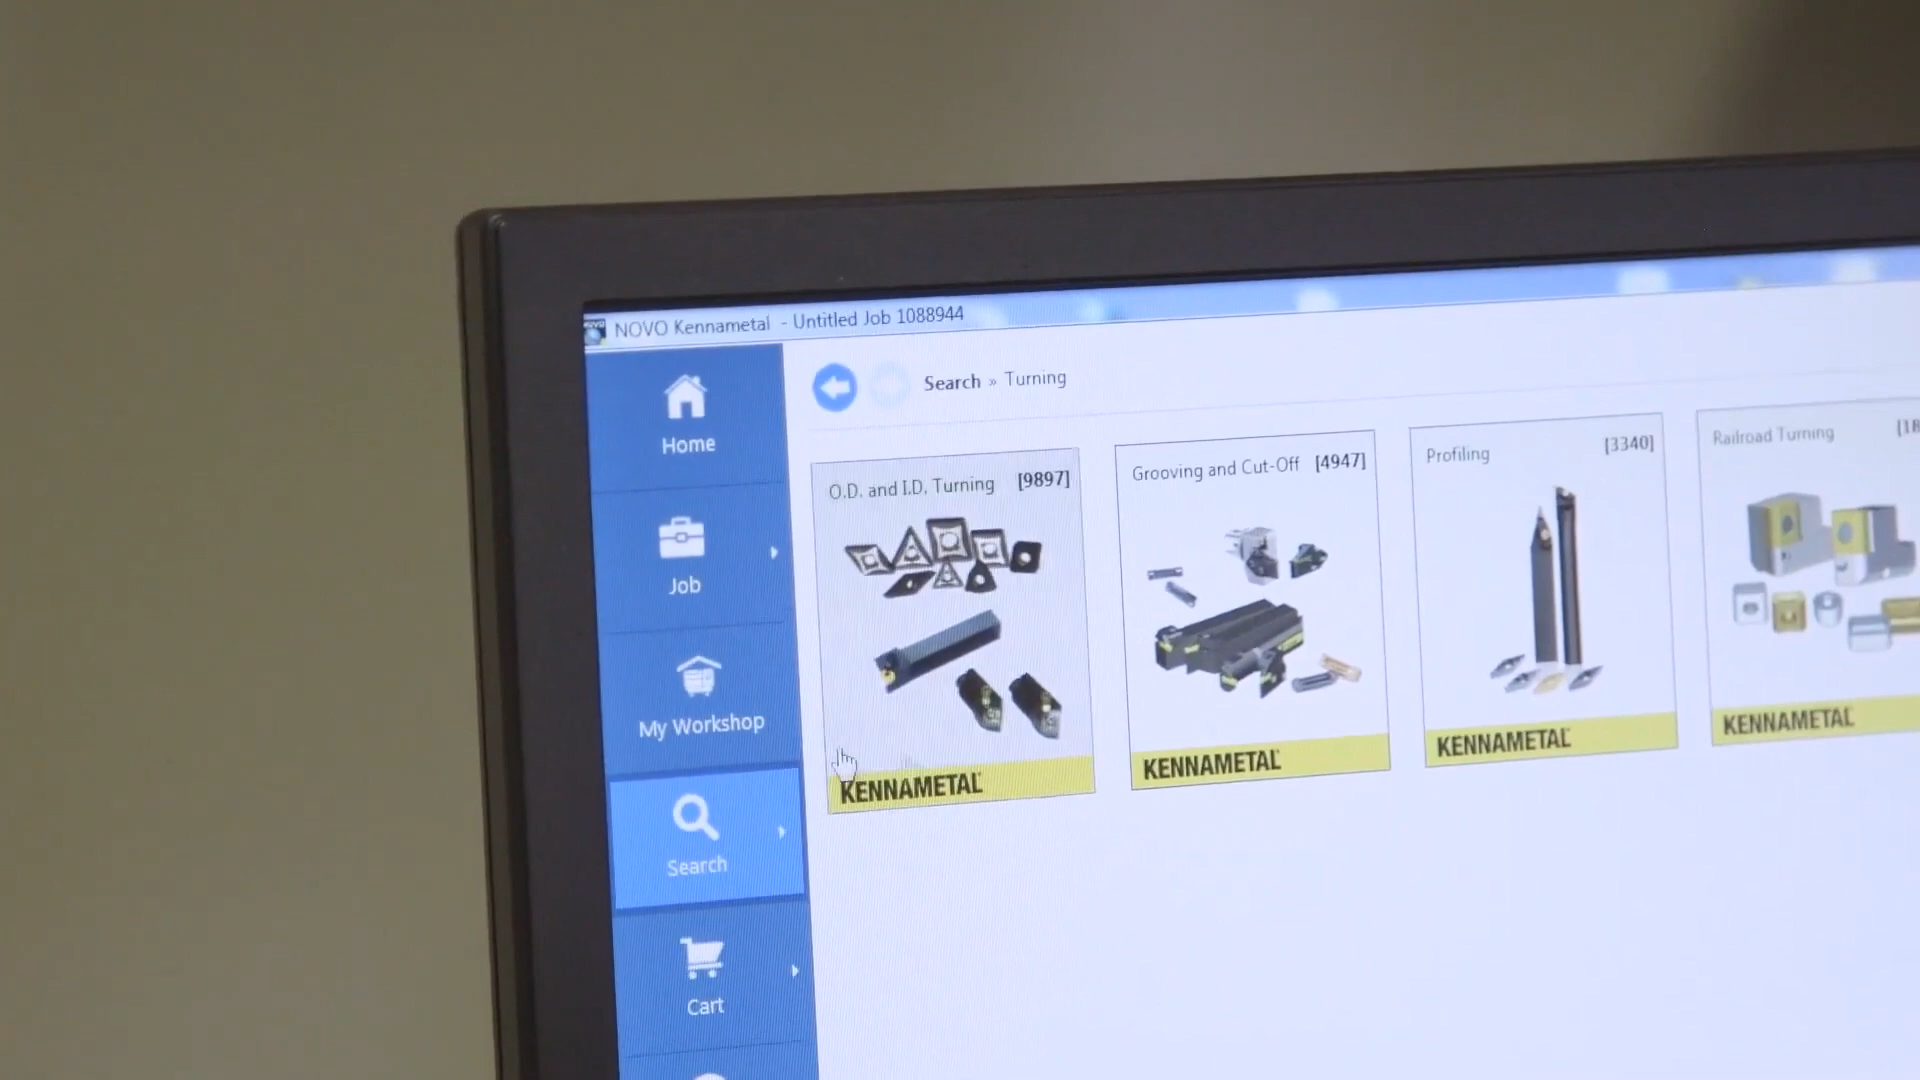 NOVO Kennametal - Untitled Job 1088944
Home
Job
My Workshop
Search
Cart
Search » Turning
O.D. and I.D. Turning [9897]
KENNAMETAL
Grooving and Cut-Off [4947]
KENNAMETAL
Profiling [3340]
KENNAMETAL
Railroad Turning [18
KENNAMETAL